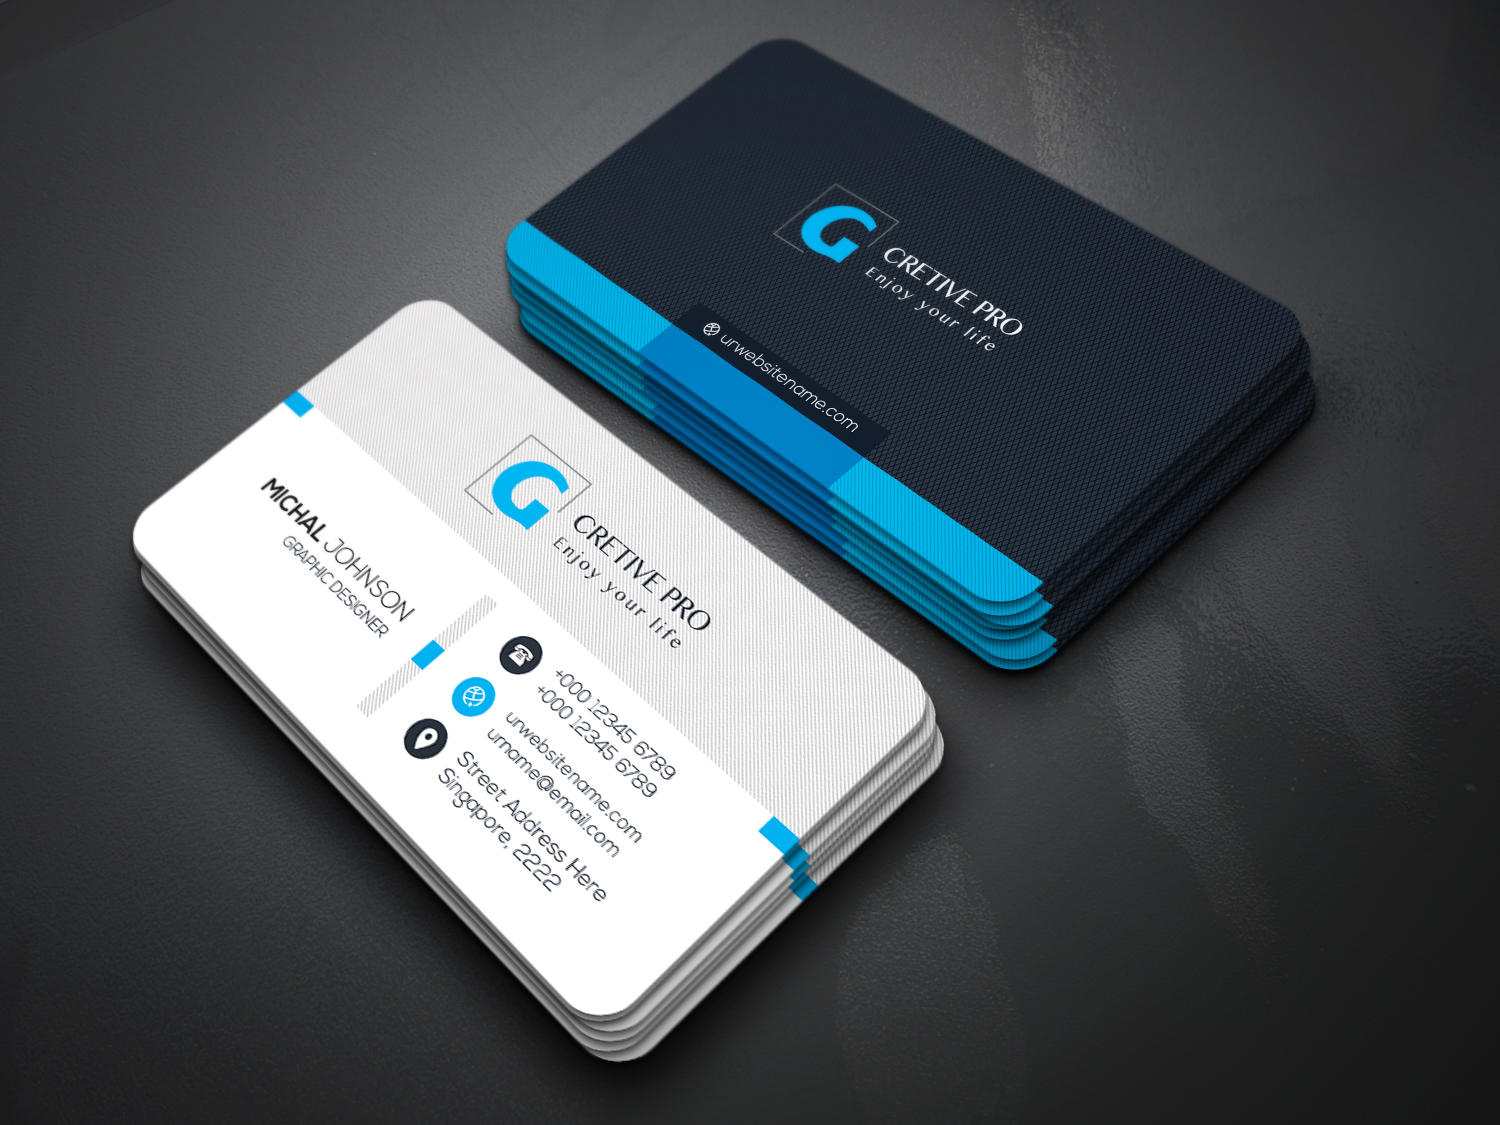 G
CRETIVE PRO
Enjoy your life
urwebsitename.com
G
CRETIVE PRO
Enjoy your life
MICHAL JOHNSON
GRAPHIC DESIGNER
+000 12345 6789
+000 12345 6789
urwebsitename.com
urname@email.com
Street Address Here
Singapore, 2222